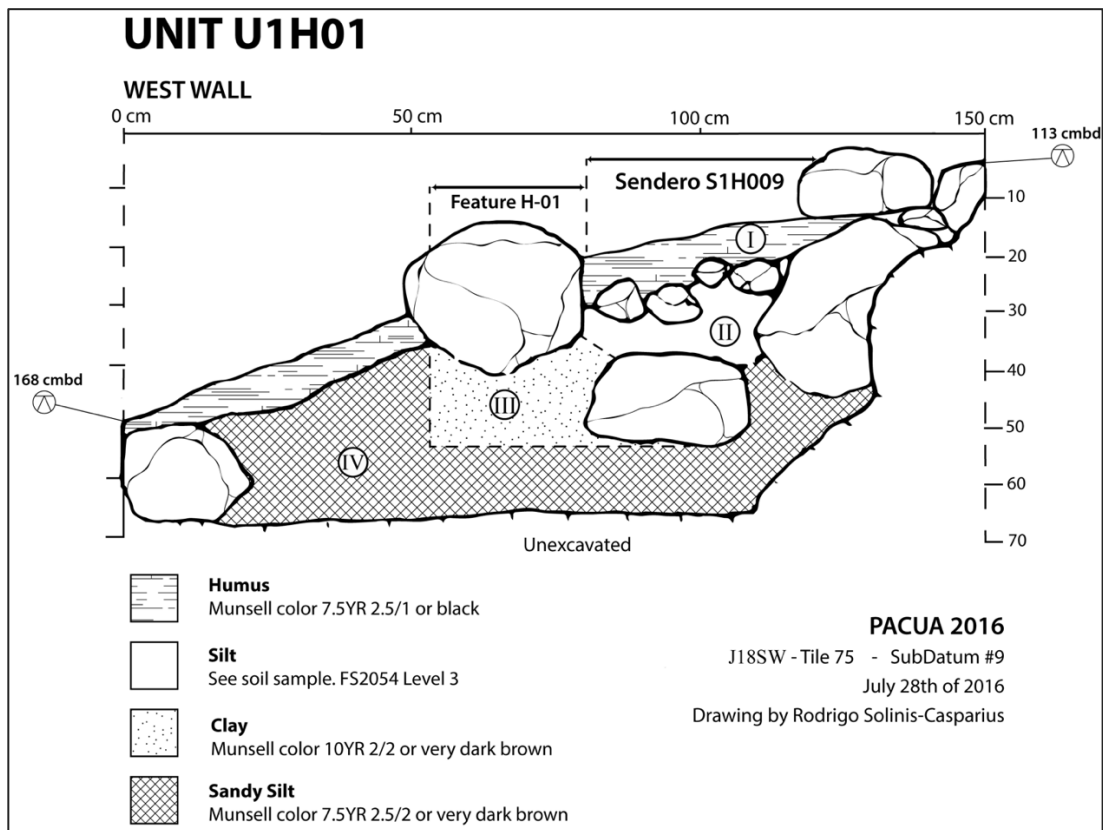 UNIT U1H01
WEST WALL
0 cm 50 cm 100 cm 150 cm
113 cmbd
Sendero S1H009
Feature H-01
10
I
20
30
II
40
168 cmbd
III
50
IV
60
70
Unexcavated
Humus
Munsell color 7.5YR 2.5/1 or black
Silt
See soil sample. FS2054 Level 3
Clay
Munsell color 10YR 2/2 or very dark brown
Sandy Silt
Munsell color 7.5YR 2.5/2 or very dark brown
PACUA 2016
J18SW - Tile 75 - SubDatum #9
July 28th of 2016
Drawing by Rodrigo Solinis-Casparius